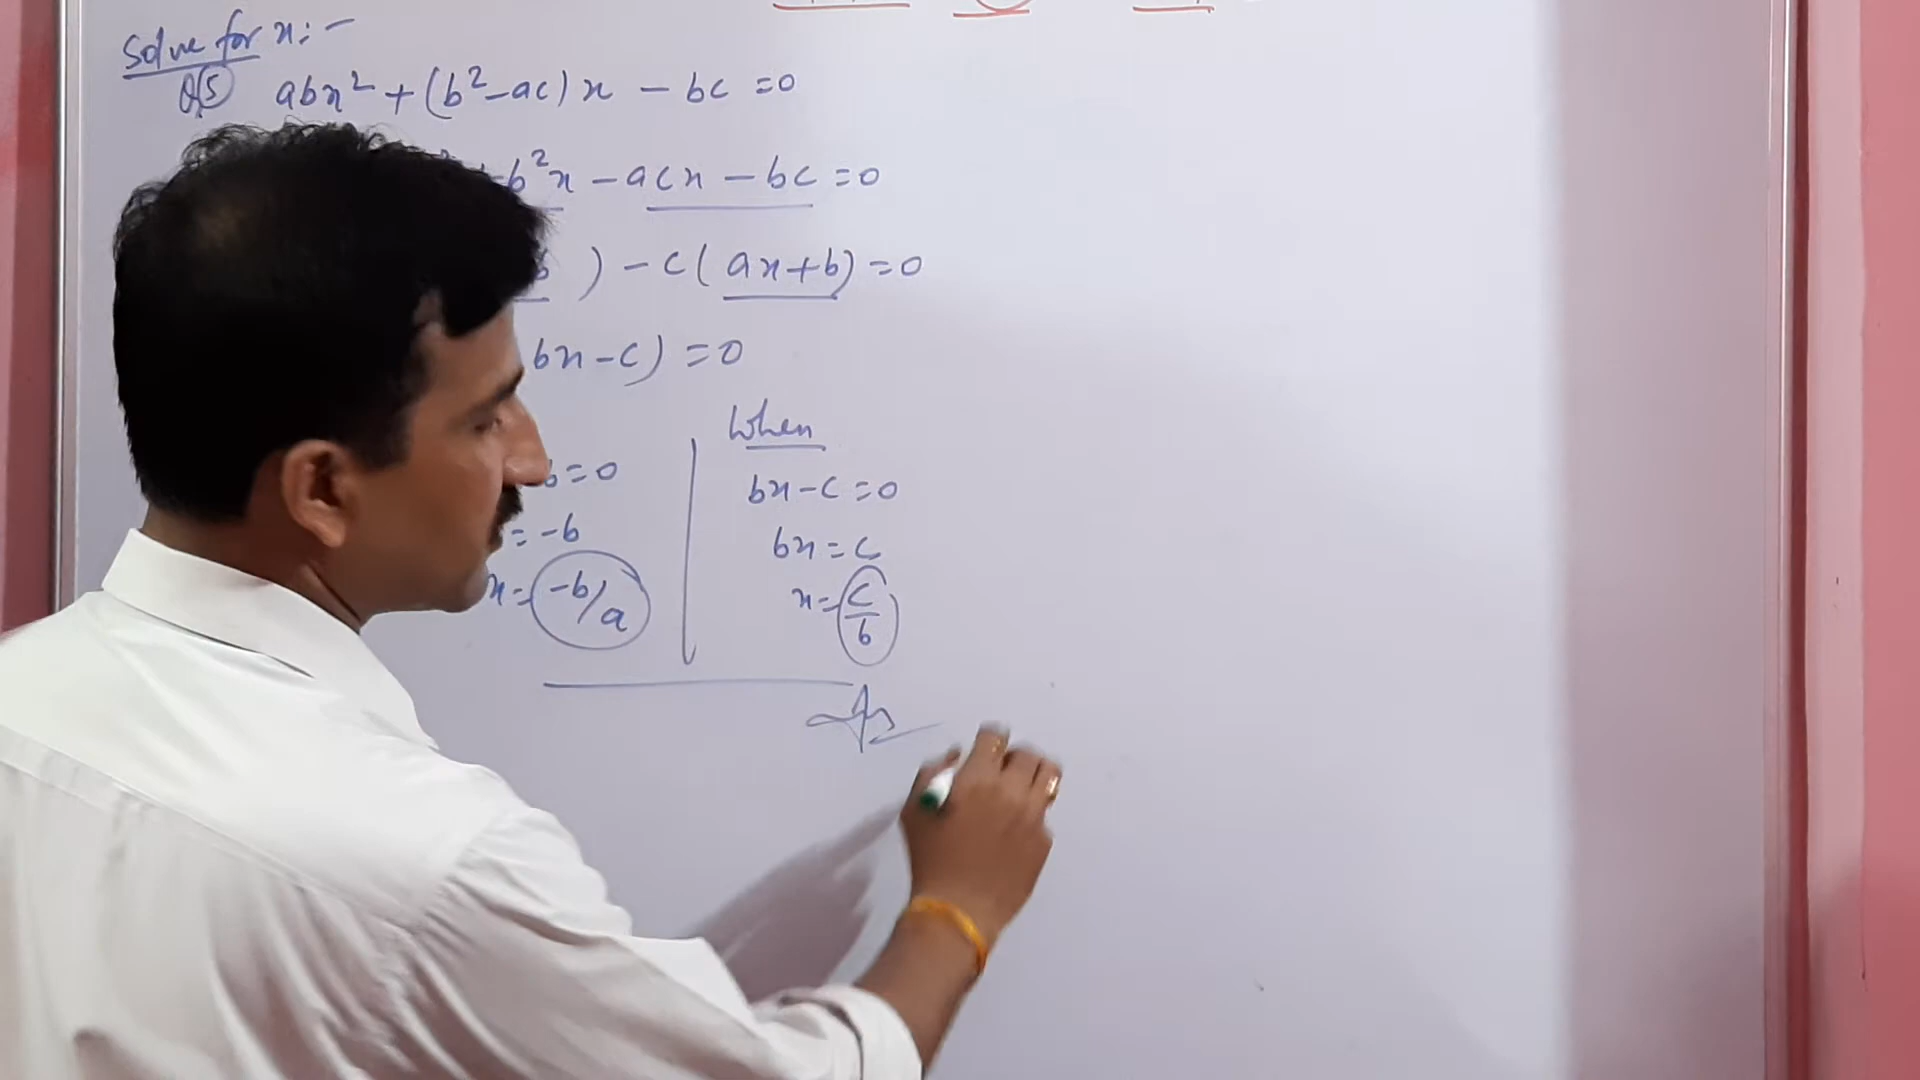 Solve for x:-
Q(5) abx² + (b²-ac)x - bc = 0
b²x - acx - bc = 0
) - c(ax+b) = 0
bx-c) = 0
When
b=0
bx-c=0
= -b
bx = c
x = -b/a
x = c/b